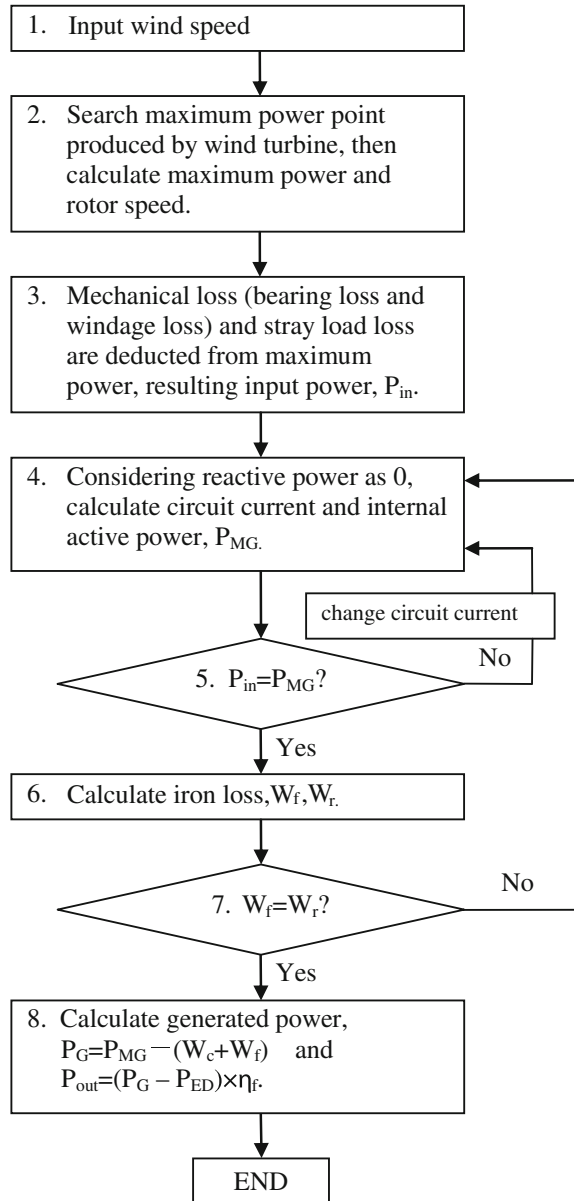 1. Input wind speed
2. Search maximum power point
produced by wind turbine, then
calculate maximum power and
rotor speed.
3. Mechanical loss (bearing loss and
windage loss) and stray load loss
are deducted from maximum
power, resulting input power, Pin.
4. Considering reactive power as 0,
calculate circuit current and internal
active power, PMG.
change circuit current
No
5. Pin=PMG?
Yes
6. Calculate iron loss,Wf,Wr.
No
7. Wf=Wr?
Yes
8. Calculate generated power,
PG=PMG—(Wc+Wf) and
Pout=(PG – PED)×ηf.
END